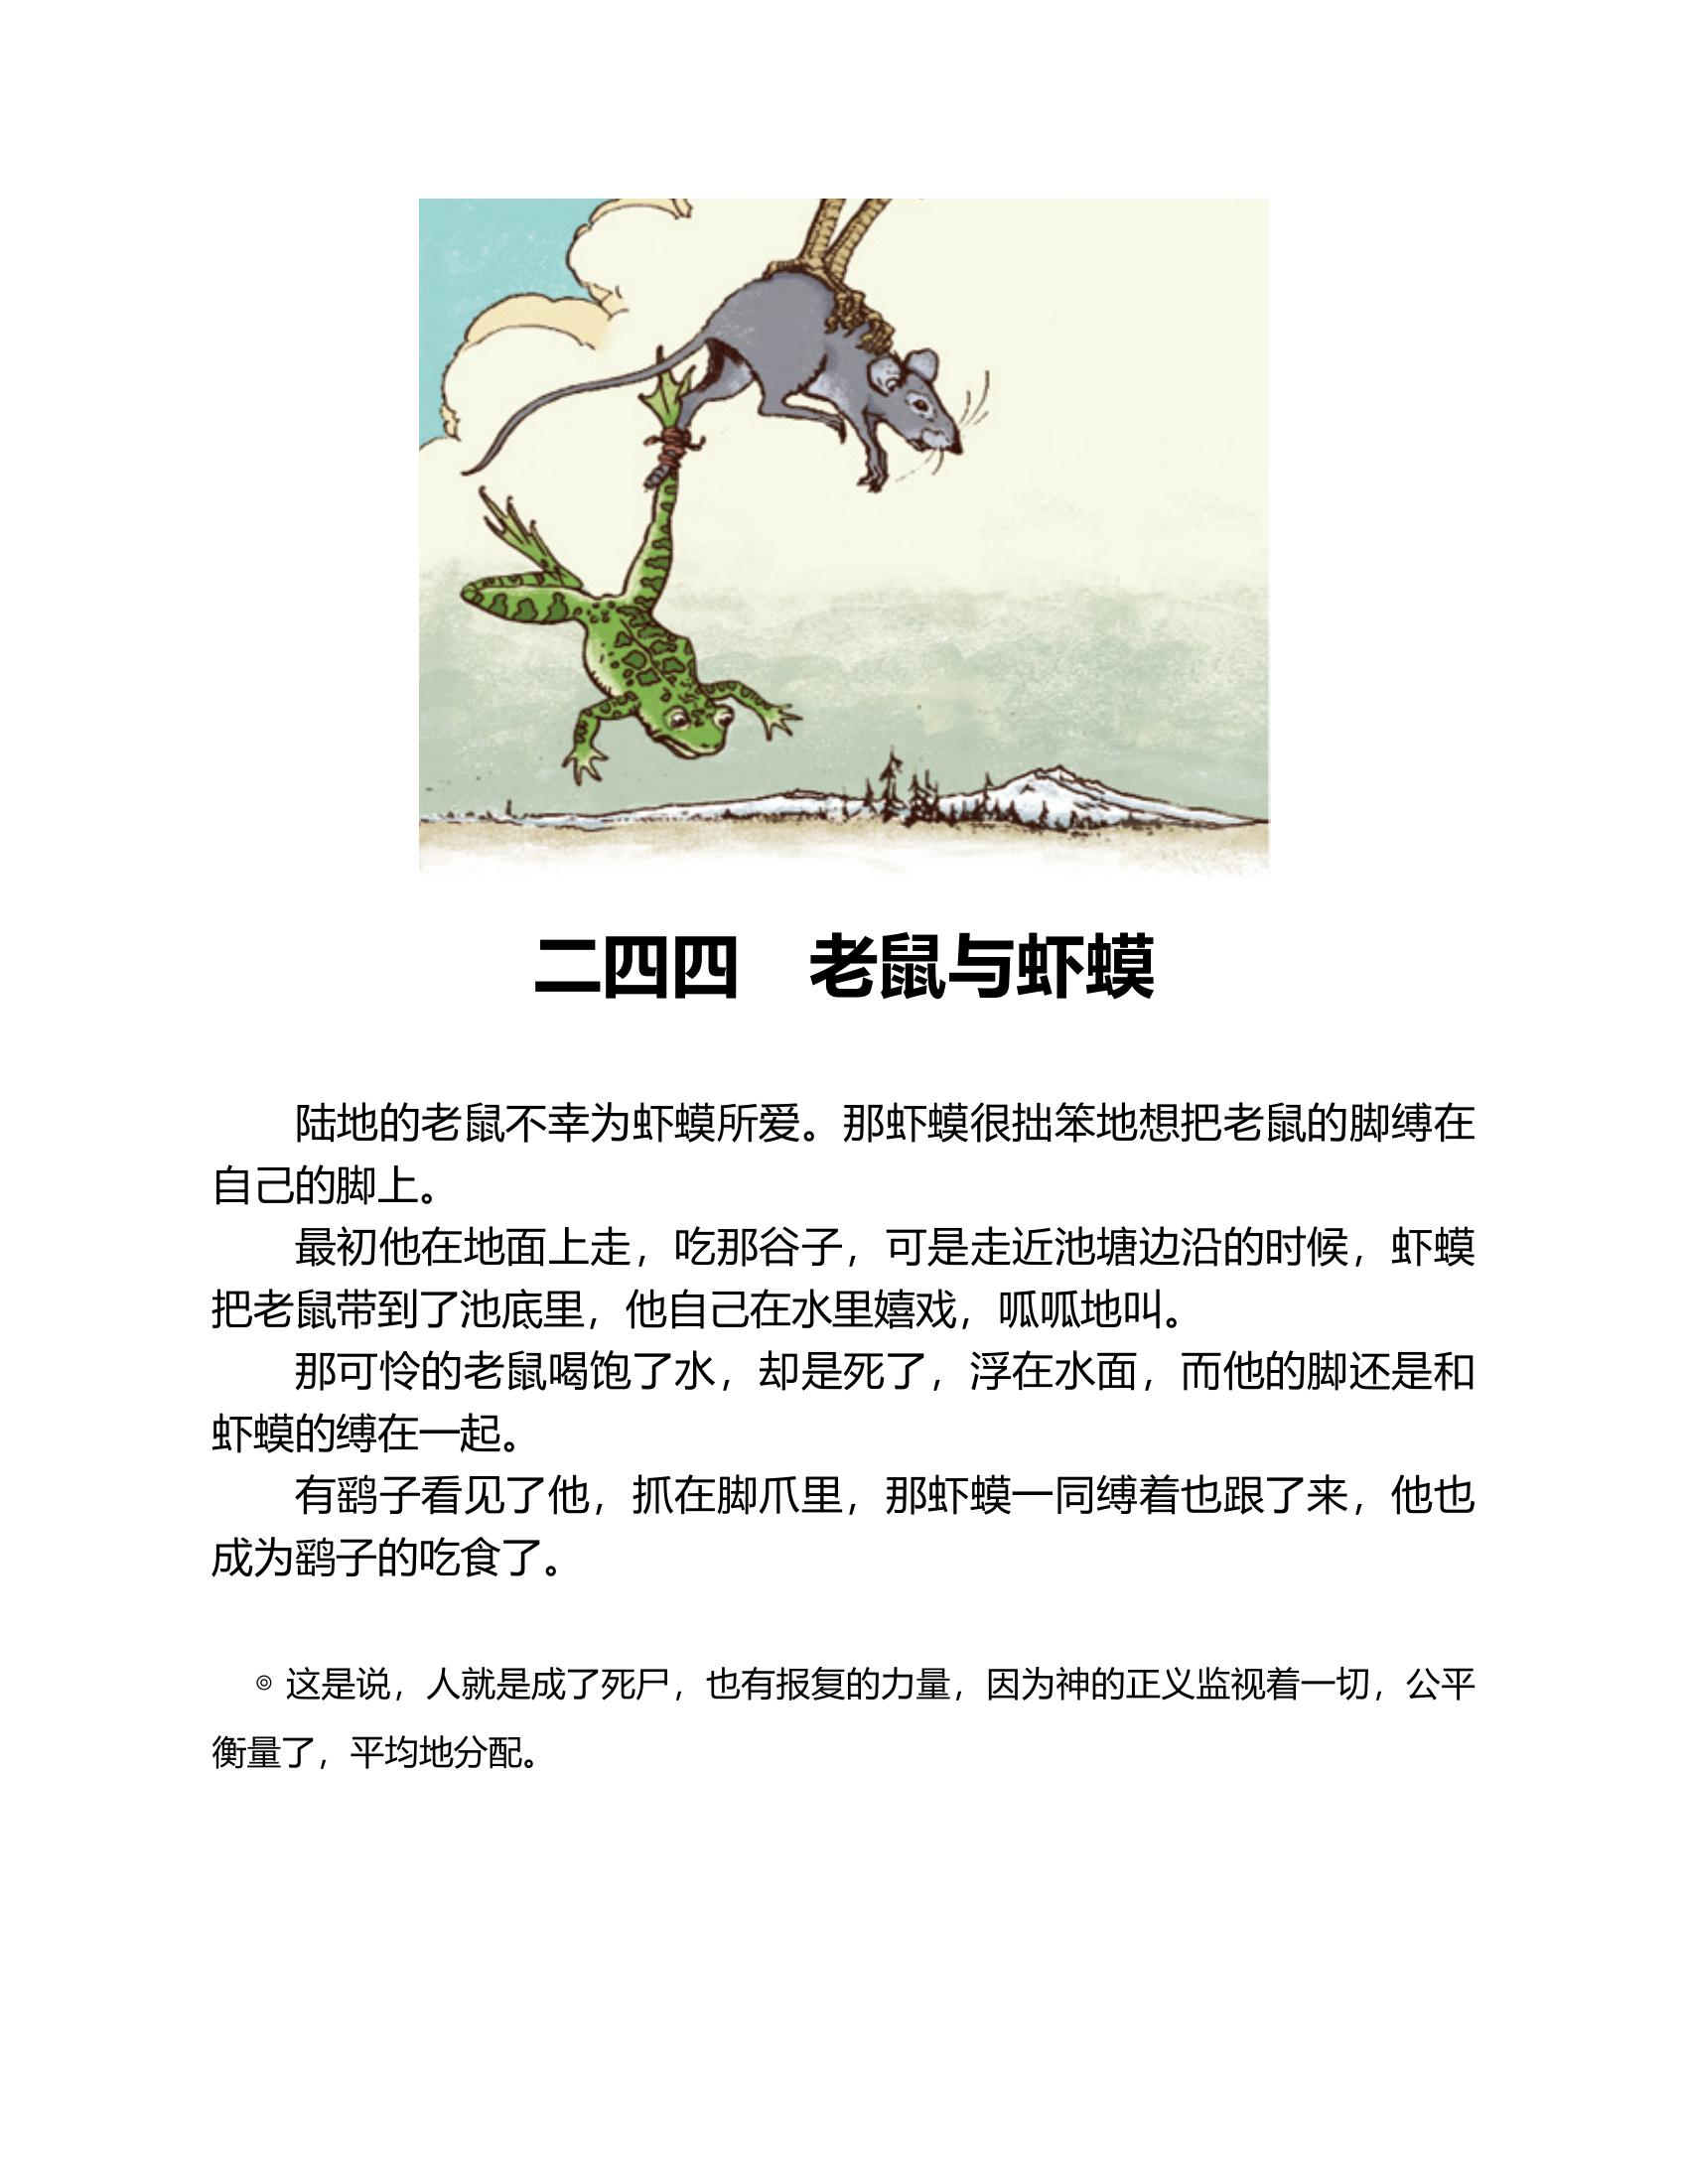 二四四　老鼠与虾蟆
陆地的老鼠不幸为虾蟆所爱。那虾蟆很拙笨地想把老鼠的脚缚在
自己的脚上。
最初他在地面上走，吃那谷子，可是走近池塘边沿的时候，虾蟆
把老鼠带到了池底里，他自己在水里嬉戏，呱呱地叫。
那可怜的老鼠喝饱了水，却是死了，浮在水面，而他的脚还是和
虾蟆的缚在一起。
有鹞子看见了他，抓在脚爪里，那虾蟆一同缚着也跟了来，他也
成为鹞子的吃食了。
◎ 这是说，人就是成了死尸，也有报复的力量，因为神的正义监视着一切，公平
衡量了，平均地分配。